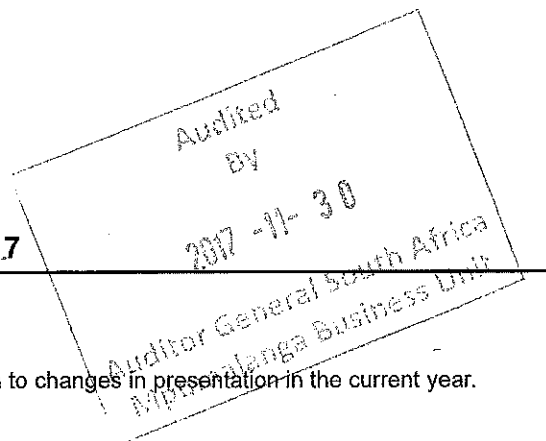 Audited
By
2017 -11- 30
7
Auditor General South Africa
Mpumalanga Business Unit
to changes in presentation in the current year.